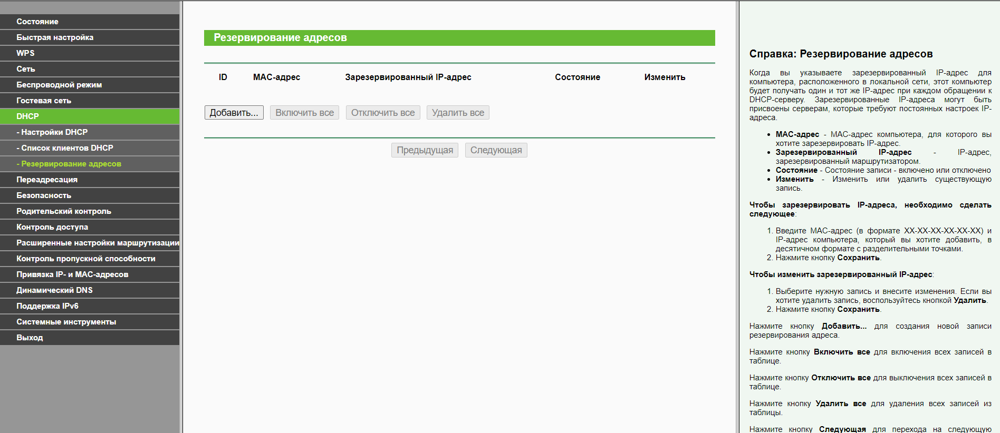 Состояние
Быстрая настройка
WPS
Сеть
Беспроводной режим
Гостевая сеть
DHCP
- Настройки DHCP
- Список клиентов DHCP
- Резервирование адресов
Переадресация
Безопасность
Родительский контроль
Контроль доступа
Расширенные настройки маршрутизации
Контроль пропускной способности
Привязка IP- и MAC-адресов
Динамический DNS
Поддержка IPv6
Системные инструменты
Выход
Резервирование адресов
ID MAC-адрес Зарезервированный IP-адрес Состояние Изменить
Добавить... Включить все Отключить все Удалить все
Предыдущая Следующая
Справка: Резервирование адресов
Когда вы указываете зарезервированный IP-адрес для
компьютера, расположенного в локальной сети, этот компьютер
будет получать один и тот же IP-адрес при каждом обращении к
DHCP-серверу. Зарезервированные IP-адреса могут быть
присвоены серверам, которые требуют постоянных настроек IP-
адреса.
• MAC-адрес - MAC-адрес компьютера, для которого вы
хотите зарезервировать IP-адрес.
• Зарезервированный IP-адрес - IP-адрес,
зарезервированный маршрутизатором.
• Состояние - Состояние записи - включено или отключено
• Изменить - Изменить или удалить существующую
запись.
Чтобы зарезервировать IP-адреса, необходимо сделать
следующее:
1. Введите MAC-адрес (в формате XX-XX-XX-XX-XX-XX) и
IP-адрес компьютера, который вы хотите добавить, в
десятичном формате с разделительными точками.
2. Нажмите кнопку Сохранить.
Чтобы изменить зарезервированный IP-адрес:
1. Выберите нужную запись и внесите изменения. Если вы
хотите удалить запись, воспользуйтесь кнопкой Удалить.
2. Нажмите кнопку Сохранить.
Нажмите кнопку Добавить... для создания новой записи
резервирования адреса.
Нажмите кнопку Включить все для включения всех записей в
таблице.
Нажмите кнопку Отключить все для выключения всех записей в
таблице.
Нажмите кнопку Удалить все для удаления всех записей из
таблицы.
Нажмите кнопку Следующая для перехода на следующую